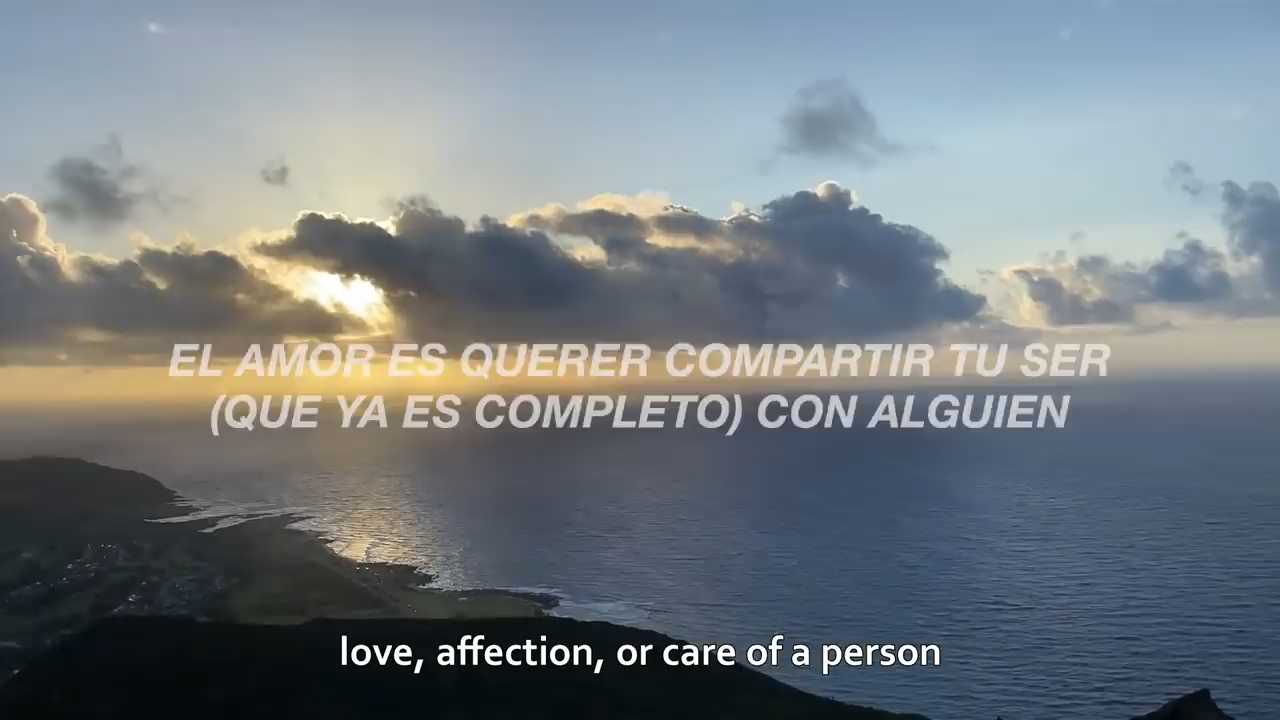 EL AMOR ES QUERER COMPARTIR TU SER
(QUE YA ES COMPLETO) CON ALGUIEN
love, affection, or care of a person